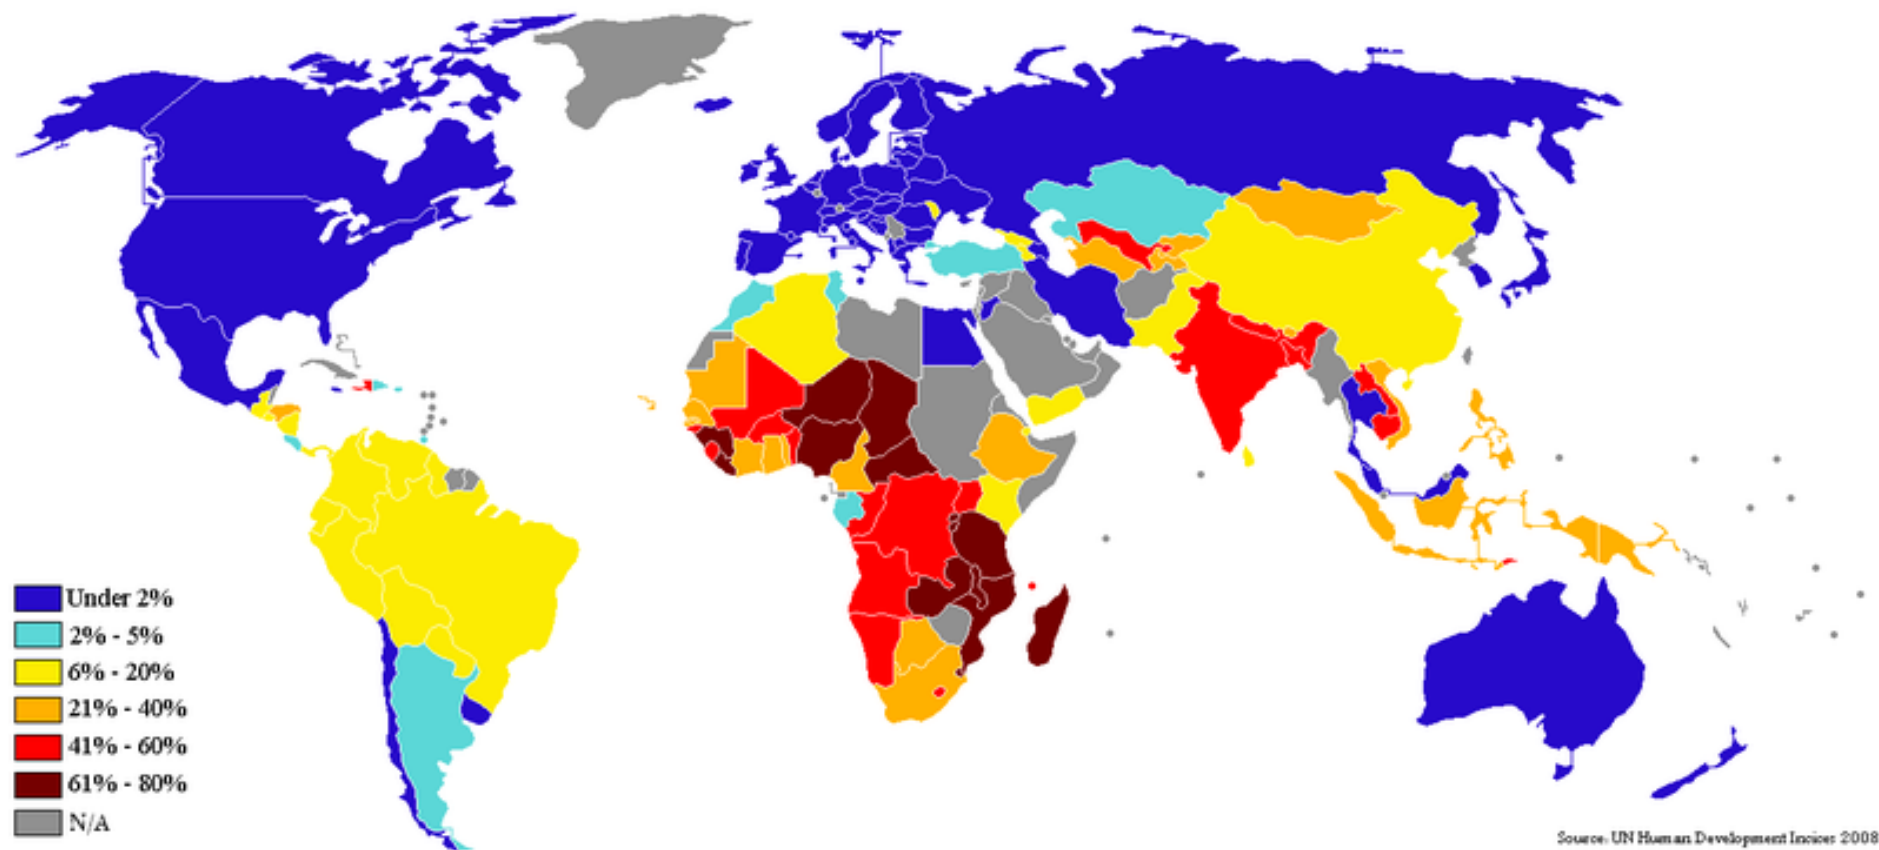 Under 2%
2% - 5%
6% - 20%
21% - 40%
41% - 60%
61% - 80%
N/A
Source: UN Human Development Indices 2008